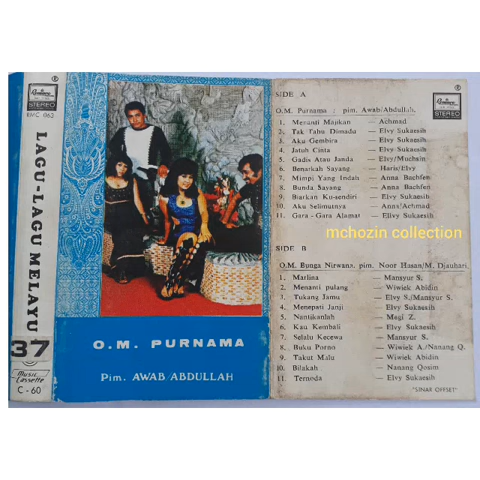 STEREO
RMC 063
LAGU-LAGU MELAYU
37
Music Cassette
C - 60
O.M. PURNAMA
Pim. AWAB ABDULLAH
STEREO
SIDE A
O.M. Purnama : pim. Awab/Abdullah.
1. Menanti Majikan — Achmad
2. Tak Tahu Dimada — Elvy Sukaesih
3. Aku Gembira — Elvy Sukaesih
4. Jatuh Cinta — Elvy Sukaesih
5. Gadis Atau Janda — Elvy/Muchsin
6. Benarkah Sayang — Haris/Elvy
7. Mimpi Yang Indah — Anna Bachfen
8. Bunda Sayang — Anna Bachfen
9. Biarkan Ku-sendiri — Elvy Sukaesih
10. Aku Selimutnya — Anna/Achmad
11. Gara - Gara Alamat — Elvy Sukaesih
mchozin collection
SIDE B
O.M. Bunga Nirwana. pim. Noor Hasan/M. Djauhari.
1. Marlina — Mansyur S.
2. Menanti pulang — Wiwiek Abidin
3. Tukang Jamu — Elvy S./Mansyur S.
4. Menepati Janji — Elvy Sukaesih
5. Nantikanlah — Megi Z.
6. Kau Kembali — Elvy Sukaesih
7. Selalu Kecewa — Mansyur S.
8. Buku Porno — Wiwiek A./Nanang Q.
9. Takut Malu — Wiwiek Abidin
10. Bilakah — Nanang Qosim
11. Ternoda — Elvy Sukaesih
"SINAR OFFSET"